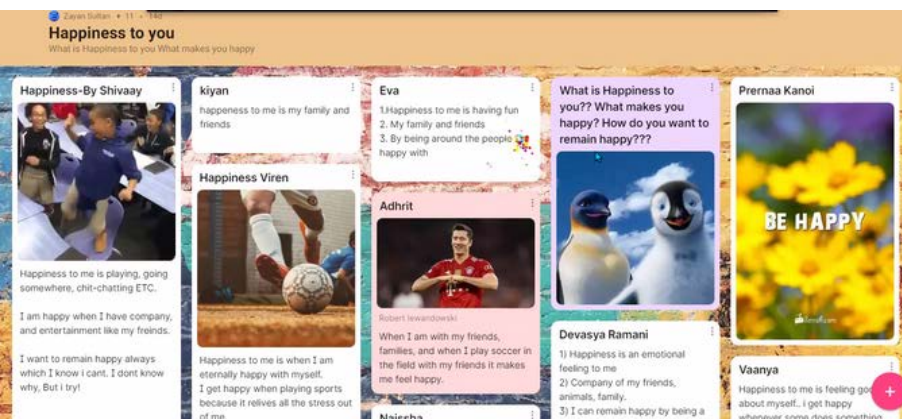 Zayan Sultan • 11 • 14d
Happiness to you
What is Happiness to you What makes you happy
Happiness-By Shivaay
Happiness to me is playing, going
somewhere, chit-chatting ETC.
I am happy when I have company,
and entertainment like my freinds.
I want to remain happy always
which I know i cant. I dont know
why, But i try!
kiyan
happeness to me is my family and
friends
Happiness Viren
Happiness to me is when I am
eternally happy with myself.
I get happy when playing sports
because it relives all the stress out
of me
Eva
1.Happiness to me is having fun
2. My family and friends
3. By being around the people
happy with
Adhrit
Robert lewandowski
When I am with my friends,
families, and when I play soccer in
the field with my friends it makes
me feel happy.
Naissha
What is Happiness to
you?? What makes you
happy? How do you want to
remain happy???
Devasya Ramani
1) Happiness is an emotional
feeling to me
2) Company of my friends,
animals, family.
3) I can remain happy by being a
Prernaa Kanoi
BE HAPPY
Vaanya
Happiness to me is feeling
about myself.. i get happy
whenever some does something